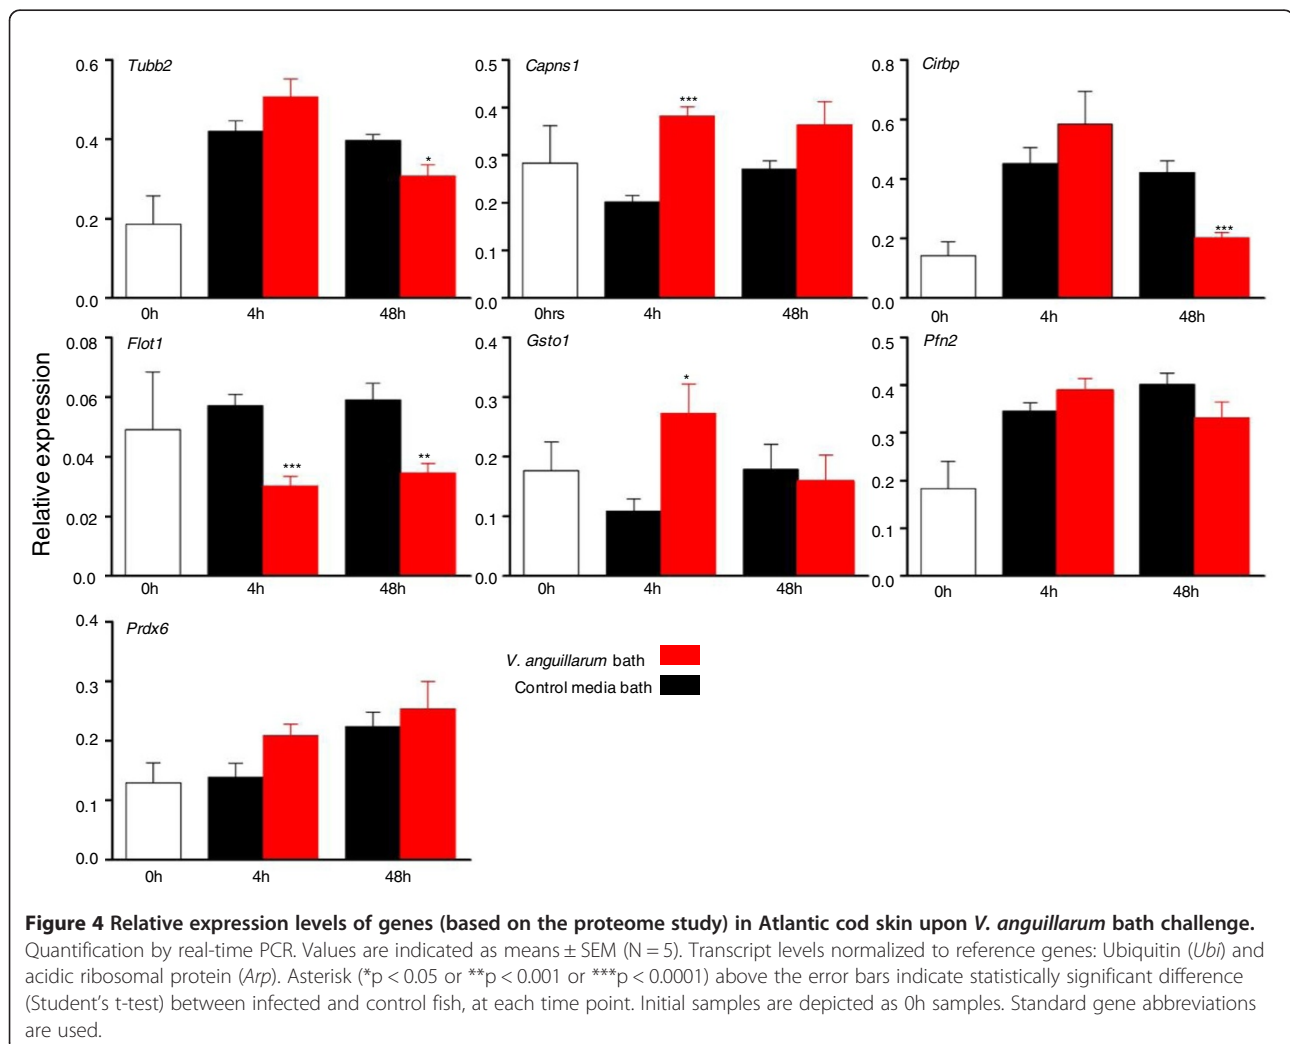 Tubb2
0.6
0.4
0.2
0.0
0h
4h
48h
*
Capns1
0.5
0.4
0.3
0.2
0.1
0.0
0hrs
4h
48h
***
Cirbp
0.8
0.6
0.4
0.2
0.0
0h
4h
48h
***
Relative expression
Flot1
0.08
0.06
0.04
0.02
0.0
0h
4h
48h
***
**
Gsto1
0.4
0.3
0.2
0.1
0.0
0h
4h
48h
*
Pfn2
0.5
0.4
0.3
0.2
0.1
0.0
0h
4h
48h
Prdx6
0.4
0.3
0.2
0.1
0.0
0h
4h
48h
V. anguillarum bath
Control media bath
Figure 4 Relative expression levels of genes (based on the proteome study) in Atlantic cod skin upon V. anguillarum bath challenge.
Quantification by real-time PCR. Values are indicated as means ± SEM (N = 5). Transcript levels normalized to reference genes: Ubiquitin (Ubi) and
acidic ribosomal protein (Arp). Asterisk (*p < 0.05 or **p < 0.001 or ***p < 0.0001) above the error bars indicate statistically significant difference
(Student's t-test) between infected and control fish, at each time point. Initial samples are depicted as 0h samples. Standard gene abbreviations
are used.